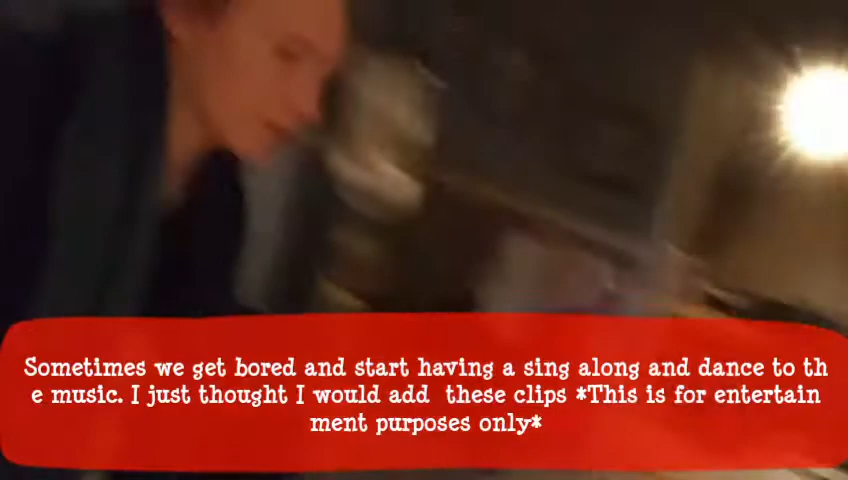 Sometimes we get bored and start having a sing along and dance to th
e music. I just thought I would add  these clips *This is for entertain
ment purposes only*